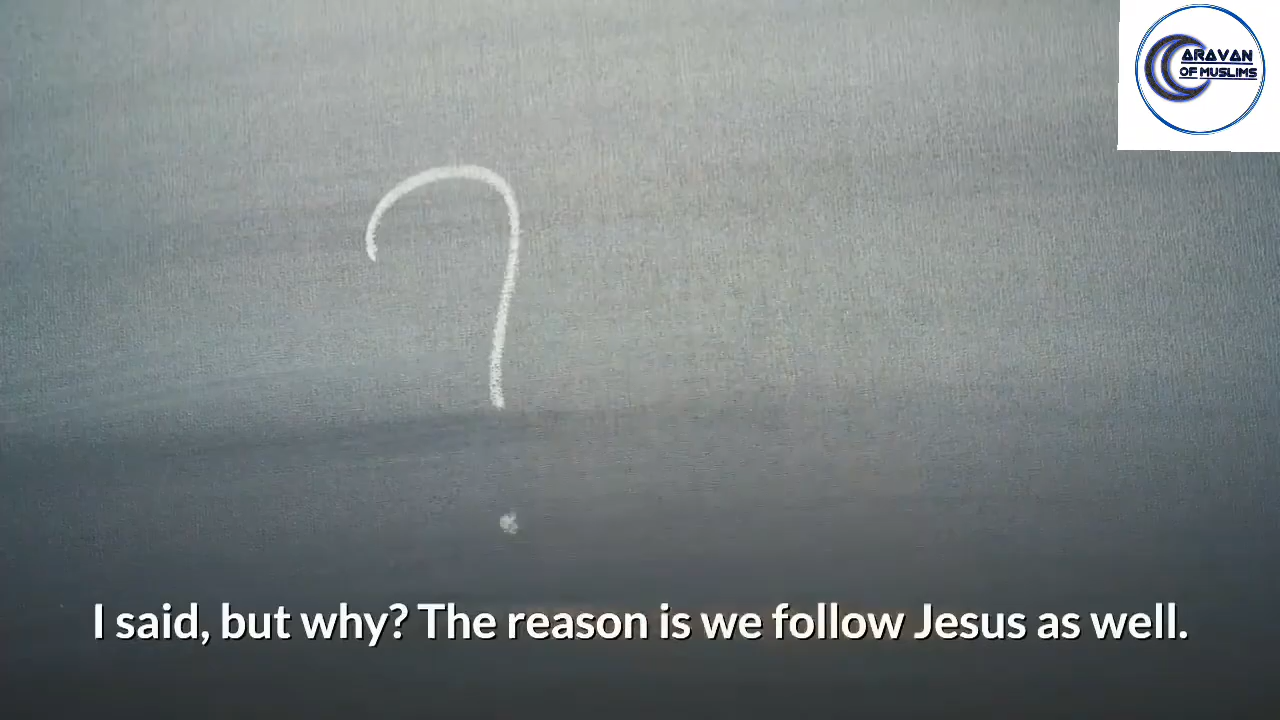 CARAVAN
OF MUSLIMS
?
I said, but why? The reason is we follow Jesus as well.